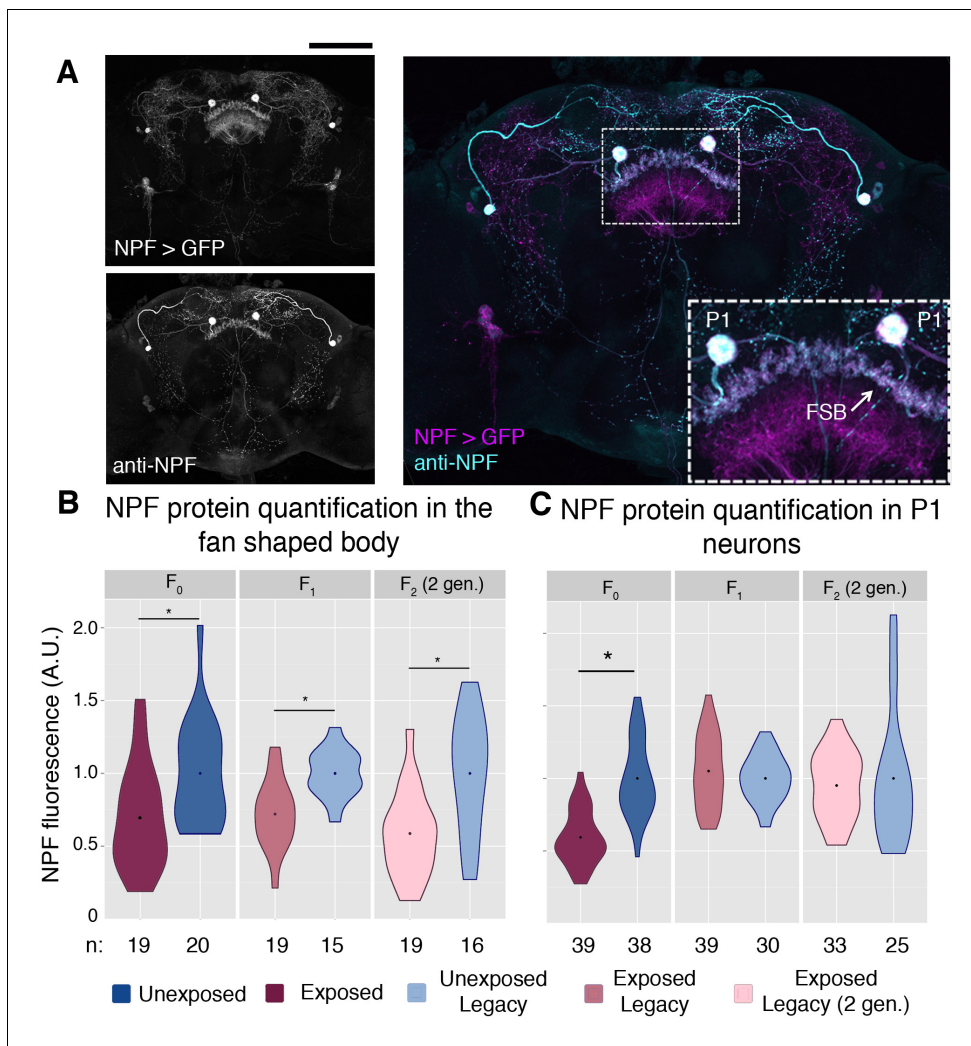 A
NPF > GFP
anti-NPF
NPF > GFP
anti-NPF
P1
P1
FSB
B NPF protein quantification in the
fan shaped body
C NPF protein quantification in P1
neurons
F0 F1 F2 (2 gen.)
F0 F1 F2 (2 gen.)
NPF fluorescence (A.U.)
2.0
1.5
1.0
0.5
0
* * *
*
n: 19 20 19 15 19 16
39 38 39 30 33 25
Unexposed
Exposed
Unexposed
Legacy
Exposed
Legacy
Exposed
Legacy (2 gen.)